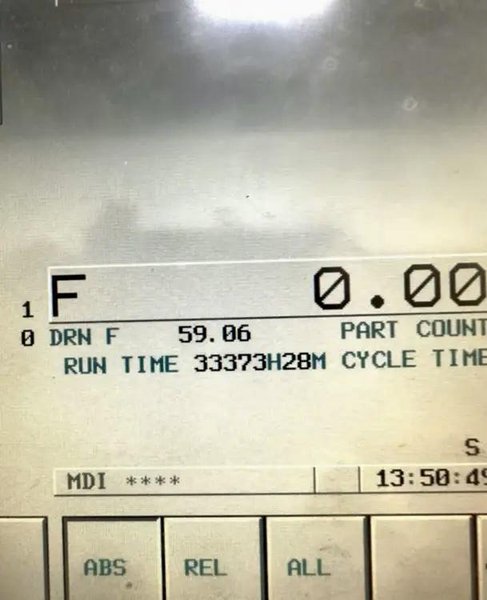 1 F 0.00
0 DRN F 59.06 PART COUNT
RUN TIME 33373H28M CYCLE TIME
S
MDI **** 13:50:49
ABS REL ALL